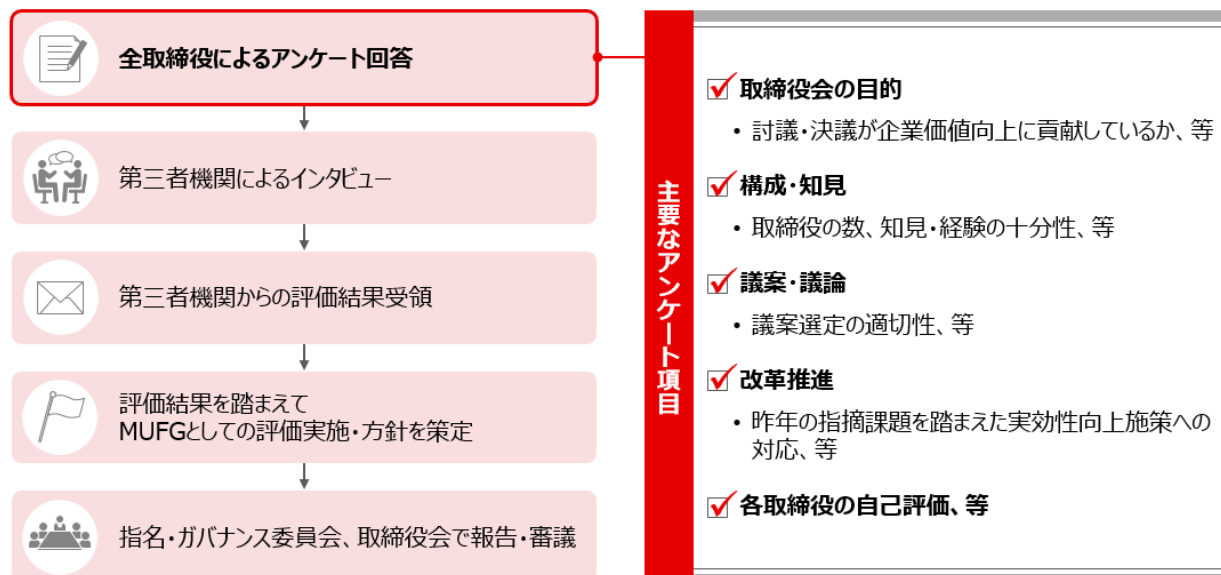 全取締役によるアンケート回答
第三者機関によるインタビュー
第三者機関からの評価結果受領
評価結果を踏まえて
MUFGとしての評価実施・方針を策定
指名・ガバナンス委員会、取締役会で報告・審議
主要なアンケート項目
取締役会の目的
• 討議・決議が企業価値向上に貢献しているか、等
構成・知見
• 取締役の数、知見・経験の十分性、等
議案・議論
• 議案選定の適切性、等
改革推進
• 昨年の指摘課題を踏まえた実効性向上施策への
対応、等
各取締役の自己評価、等